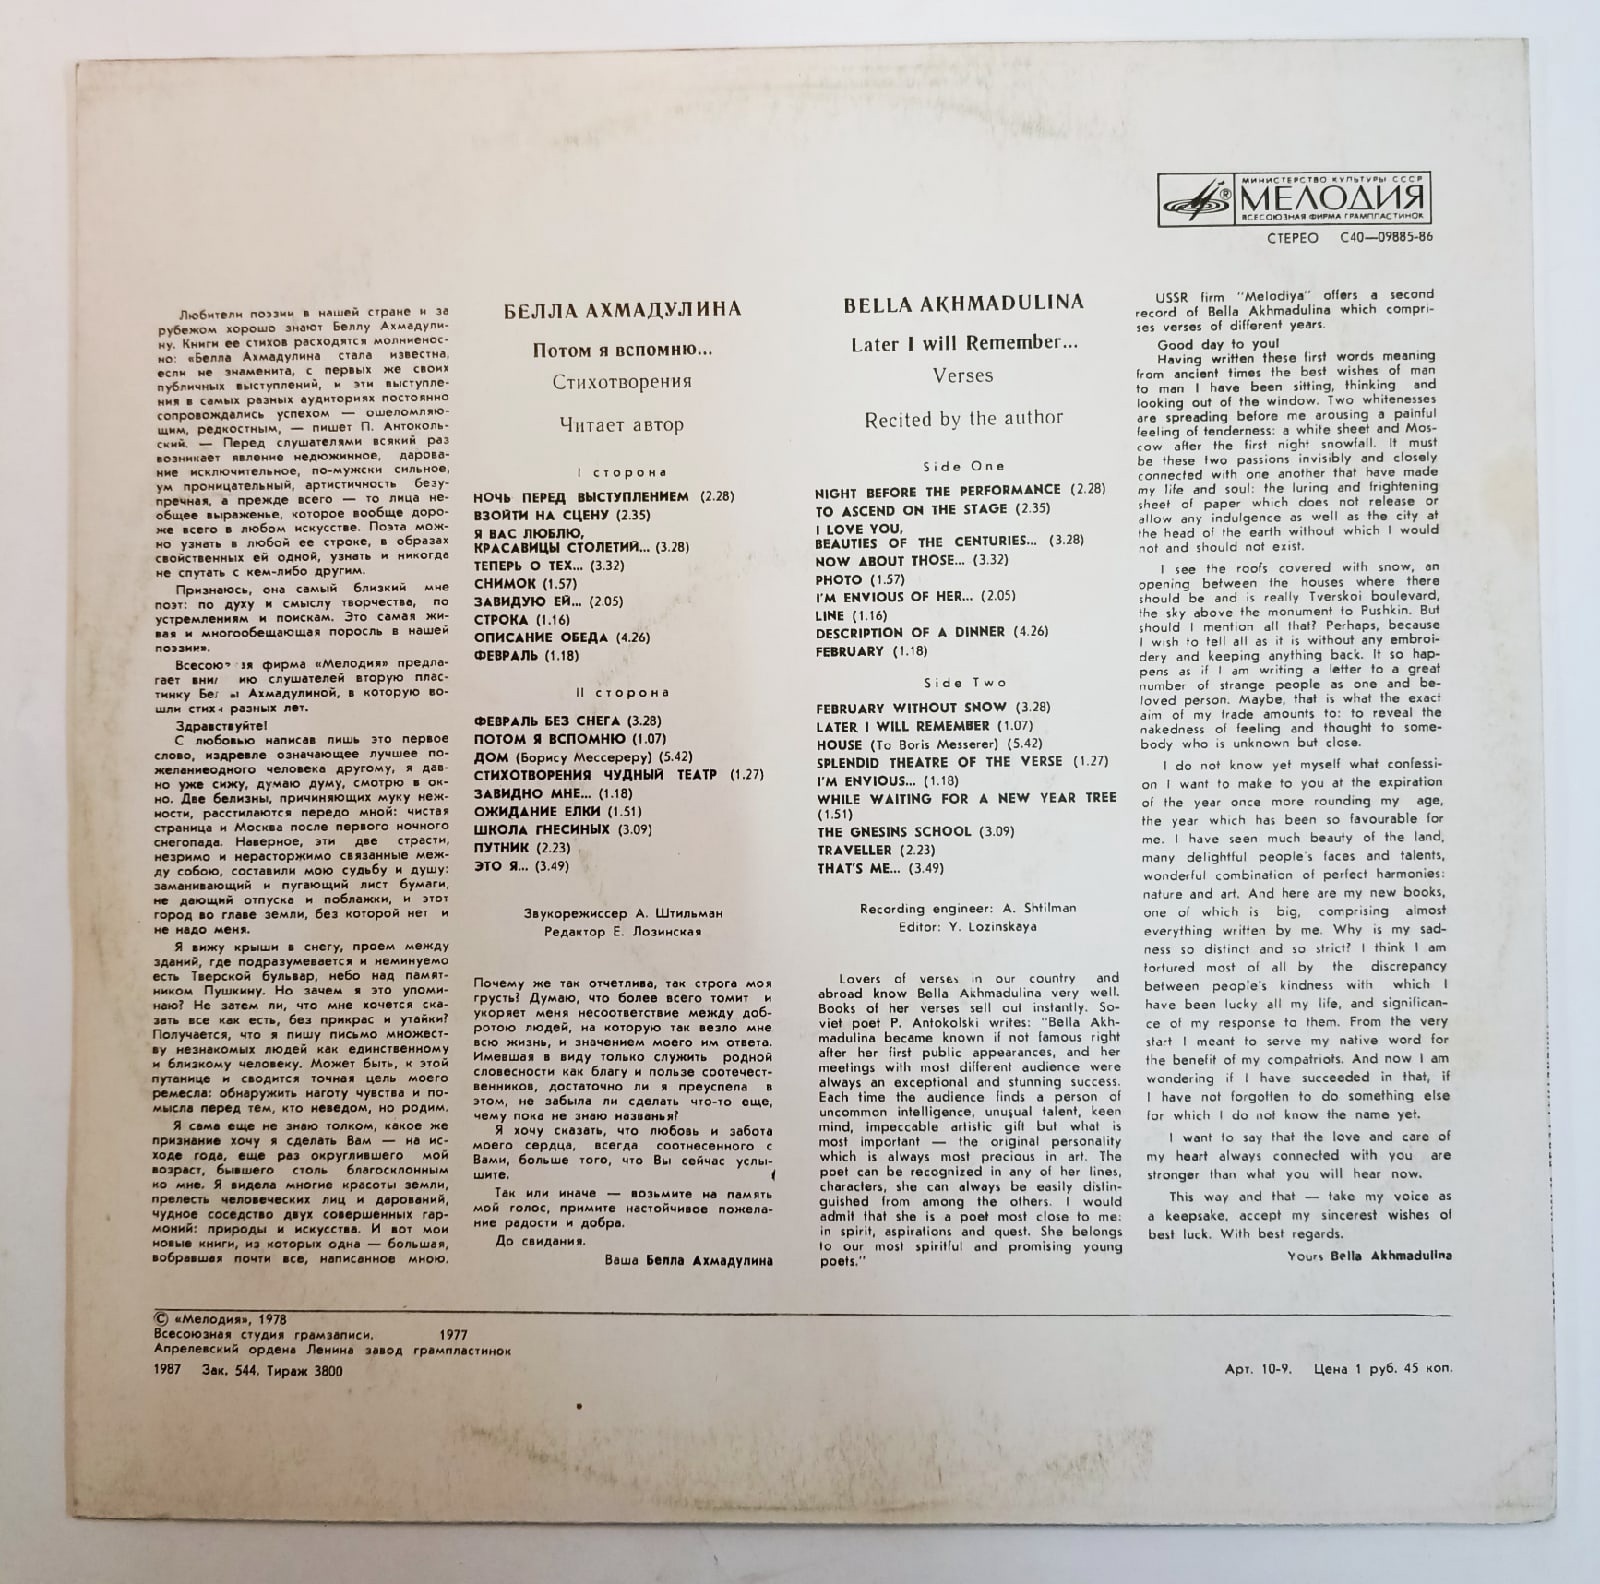 МИНИСТЕРСТВО КУЛЬТУРЫ СССР
МЕЛОДИЯ
ВСЕСОЮЗНАЯ ФИРМА ГРАМПЛАСТИНОК
СТЕРЕО С40—09885-86
Любители поэзии в нашей стране и за
рубежом хорошо знают Беллу Ахмадули-
ну. Книги ее стихов расходятся молниенос-
но: «Белла Ахмадулина стала известна,
если не знаменита, с первых же своих
публичных выступлений, и эти выступле-
ния в самых разных аудиториях постоянно
сопровождались успехом — ошеломляю-
щим, редкостным, — пишет П. Антоколь-
ский. — Перед слушателями всякий раз
возникает явление недюжинное, дарова-
ние исключительное, по-мужски сильное,
ум проницательный, артистичность безу-
пречная, а прежде всего — то лица не-
общее выраженье, которое вообще доро-
же всего в любом искусстве. Поэта мож-
но узнать в любой ее строке, в образах
свойственных ей одной, узнать и никогда
не спутать с кем-либо другим.
Признаюсь, она самый близкий мне
поэт: по духу и смыслу творчества, по
устремлениям и поискам. Это самая жи-
вая и многообещающая поросль в нашей
поэзии».
фирма «Мелодия» предла-
гает слушателей вторую плас-
тинку Ахмадулиной, в которую во-
шли разных лет.
Здравствуйте!
С любовью написав лишь это первое
слово, издревле означающее лучшее по-
желаниеодного человека другому, я дав-
но уже сижу, думаю думу, смотрю в ок-
но. Две белизны, причиняющих муку неж-
ности, расстилаются передо мной: чистая
страница и Москва после первого ночного
снегопада. Наверное, эти две страсти,
незримо и нерасторжимо связанные меж-
ду собою, составили мою судьбу и душу:
заманивающий и пугающий лист бумаги,
не дающий отпуска и поблажки, и этот
город во главе земли, без которой нет и
не надо меня.
Я вижу крыши в снегу, проем между
зданий, где подразумевается и неминуемо
есть Тверской бульвар, небо над памят-
ником Пушкину. Но зачем я это упоми-
наю? Не затем ли, что мне хочется ска-
зать все как есть, без прикрас и утайки?
Получается, что я пишу письмо множест-
ву незнакомых людей как единственному
и близкому человеку. Может быть, к этой
путанице и сводится точная цель моего
ремесла: обнаружить наготу чувства и по-
мысла перед тем, кто неведом, но родим.
Я сама еще не знаю толком, какое же
признание хочу я сделать Вам — на ис-
ходе года, еще раз округлившего мой
возраст, бывшего столь благосклонным
ко мне. Я видела многие красоты земли,
прелесть человеческих лиц и дарований,
чудное соседство двух совершенных гар-
моний: природы и искусства. И вот мои
новые книги, из которых одна — большая,
вобравшая почти все, написанное мною.
БЕЛЛА АХМАДУЛИНА
Потом я вспомню...
Стихотворения
Читает автор
I сторона
НОЧЬ ПЕРЕД ВЫСТУПЛЕНИЕМ (2.28)
ВЗОЙТИ НА СЦЕНУ (2.35)
Я ВАС ЛЮБЛЮ,
КРАСАВИЦЫ СТОЛЕТИЙ... (3.28)
ТЕПЕРЬ О ТЕХ... (3.32)
СНИМОК (1.57)
ЗАВИДУЮ ЕЙ... (2.05)
СТРОКА (1.16)
ОПИСАНИЕ ОБЕДА (4.26)
ФЕВРАЛЬ (1.18)
II сторона
ФЕВРАЛЬ БЕЗ СНЕГА (3.28)
ПОТОМ Я ВСПОМНЮ (1.07)
ДОМ (Борису Мессереру) (5.42)
СТИХОТВОРЕНИЯ ЧУДНЫЙ ТЕАТР (1.27)
ЗАВИДНО МНЕ... (1.18)
ОЖИДАНИЕ ЕЛКИ (1.51)
ШКОЛА ГНЕСИНЫХ (3.09)
ПУТНИК (2.23)
ЭТО Я... (3.49)
Звукорежиссер А. Штильман
Редактор Е. Лозинская
Почему же так отчетлива, так строга моя
грусть? Думаю, что более всего томит и
укоряет меня несоответствие между доб-
ротою людей, на которую так везло мне
всю жизнь, и значением моего им ответа.
Имевшая в виду только служить родной
словесности как благу и пользе соотечест-
венников, достаточно ли я преуспела в
этом, не забыла ли сделать что-то еще,
чему пока не знаю названья?
Я хочу сказать, что любовь и забота
моего сердца, всегда соотнесенного с
Вами, больше того, что Вы сейчас услы-
шите.
Так или иначе — возьмите на память
мой голос, примите настойчивое пожела-
ние радости и добра.
До свидания.
Ваша Белла Ахмадулина
BELLA AKHMADULINA
Later I will Remember...
Verses
Recited by the author
Side One
NIGHT BEFORE THE PERFORMANCE (2.28)
TO ASCEND ON THE STAGE (2.35)
I LOVE YOU,
BEAUTIES OF THE CENTURIES... (3.28)
NOW ABOUT THOSE... (3.32)
PHOTO (1.57)
I'M ENVIOUS OF HER... (2.05)
LINE (1.16)
DESCRIPTION OF A DINNER (4.26)
FEBRUARY (1.18)
Side Two
FEBRUARY WITHOUT SNOW (3.28)
LATER I WILL REMEMBER (1.07)
HOUSE (To Boris Messerer) (5.42)
SPLENDID THEATRE OF THE VERSE (1.27)
I'M ENVIOUS... (1.18)
WHILE WAITING FOR A NEW YEAR TREE
(1.51)
THE GNESINS SCHOOL (3.09)
TRAVELLER (2.23)
THAT'S ME... (3.49)
Recording engineer: A. Shtilman
Editor: Y. Lozinskaya
Lovers of verses in our country and
abroad know Bella Akhmadulina very well.
Books of her verses sell out instantly. So-
viet poet P. Antokolski writes: "Bella Akh-
madulina became known if not famous right
after her first public appearances, and her
meetings with most different audience were
always an exceptional and stunning success.
Each time the audience finds a person of
uncommon intelligence, unusual talent, keen
mind, impeccable artistic gift but what is
most important — the original personality
which is always most precious in art. The
poet can be recognized in any of her lines,
characters, she can always be easily distin-
guished from among the others. I would
admit that she is a poet most close to me:
in spirit, aspirations and quest. She belongs
to our most spiritful and promising young
poets."
USSR firm "Melodiya" offers a second
record of Bella Akhmadulina which compri-
ses verses of different years.
Good day to you!
Having written these first words meaning
from ancient times the best wishes of man
to man I have been sitting, thinking and
looking out of the window. Two whitenesses
are spreading before me arousing a painful
feeling of tenderness: a white sheet and Mos-
cow after the first night snowfall. It must
be these two passions invisibly and closely
connected with one another that have made
my life and soul: the luring and frightening
sheet of paper which does not release or
allow any indulgence as well as the city at
the head of the earth without which I would
not and should not exist.
I see the roofs covered with snow, an
opening between the houses where there
should be and is really Tverskoi boulevard,
the sky above the monument to Pushkin. But
should I mention all that? Perhaps, because
I wish to tell all as it is without any embroi-
dery and keeping anything back. It so hap-
pens as if I am writing a letter to a great
number of strange people as one and be-
loved person. Maybe, that is what the exact
aim of my trade amounts to: to reveal the
nakedness of feeling and thought to some-
body who is unknown but close.
I do not know yet myself what confessi-
on I want to make to you at the expiration
of the year once more rounding my age,
the year which has been so favourable for
me. I have seen much beauty of the land,
many delightful people's faces and talents,
wonderful combination of perfect harmonies:
nature and art. And here are my new books,
one of which is big, comprising almost
everything written by me. Why is my sad-
ness so distinct and so strict? I think I am
tortured most of all by the discrepancy
between people's kindness with which I
have been lucky all my life, and significan-
ce of my response to them. From the very
start I meant to serve my native word for
the benefit of my compatriots. And now I am
wondering if I have succeeded in that, if
I have not forgotten to do something else
for which I do not know the name yet.
I want to say that the love and care of
my heart always connected with you are
stronger than what you will hear now.
This way and that — take my voice as
a keepsake, accept my sincerest wishes of
best luck. With best regards.
Yours Bella Akhmadulina
© «Мелодия», 1978
Всесоюзная студия грамзаписи. 1977
Апрелевский ордена Ленина завод грампластинок
1987 Зак. 544. Тираж 3800
Арт. 10-9. Цена 1 руб. 45 коп.